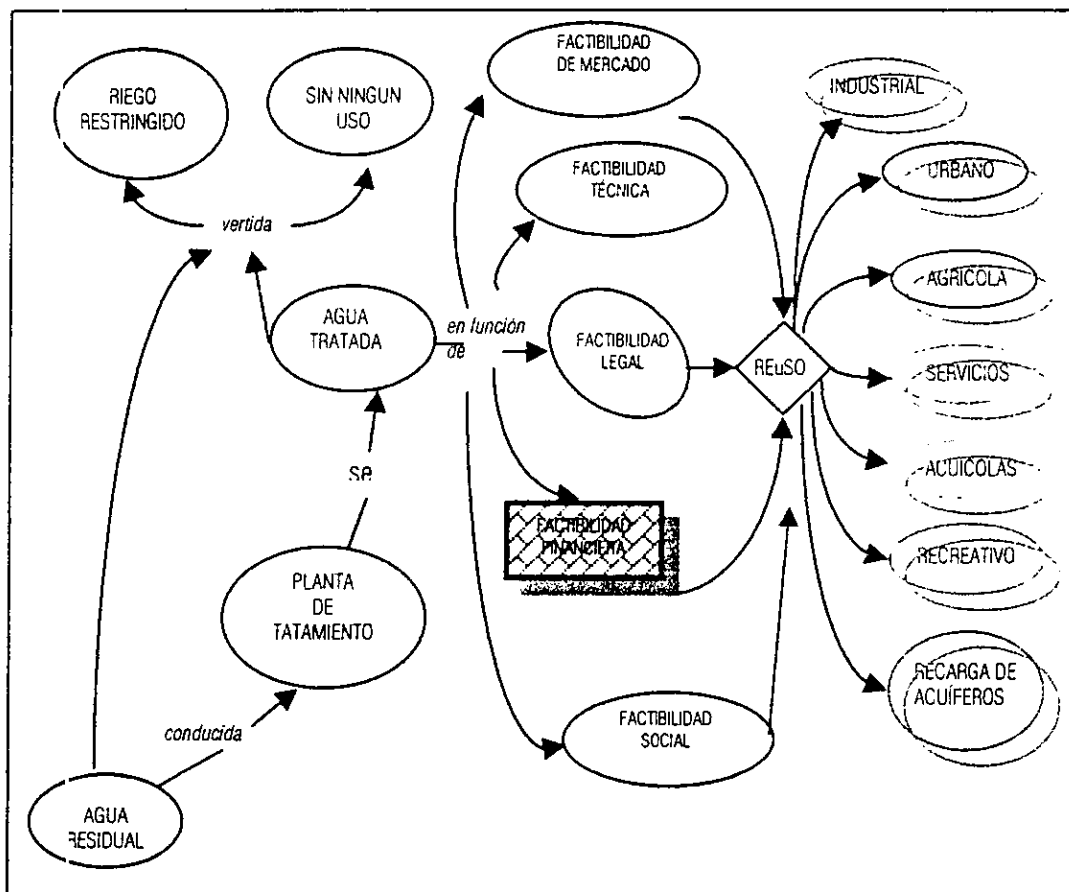 FACTIBILIDAD
DE MERCADO
RIEGO
RESTRINGIDO
SIN NINGUN
USO
INDUSTRIAL
FACTIBILIDAD
TÉCNICA
URBANO
vertida
AGRICOLA
AGUA
TRATADA
en función
de
FACTIBILIDAD
LEGAL
REuSO
SERVICIOS
se
ACUICOLAS
FACTIBILIDAD
FINANCIERA
RECREATIVO
PLANTA
DE
TATAMIENTO
RECARGA DE
ACUÍFEROS
FACTIBILIDAD
SOCIAL
conducida
AGUA
RESIDUAL